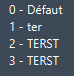 0 - Défaut
1 - ter
2 - TERST
3 - TERST